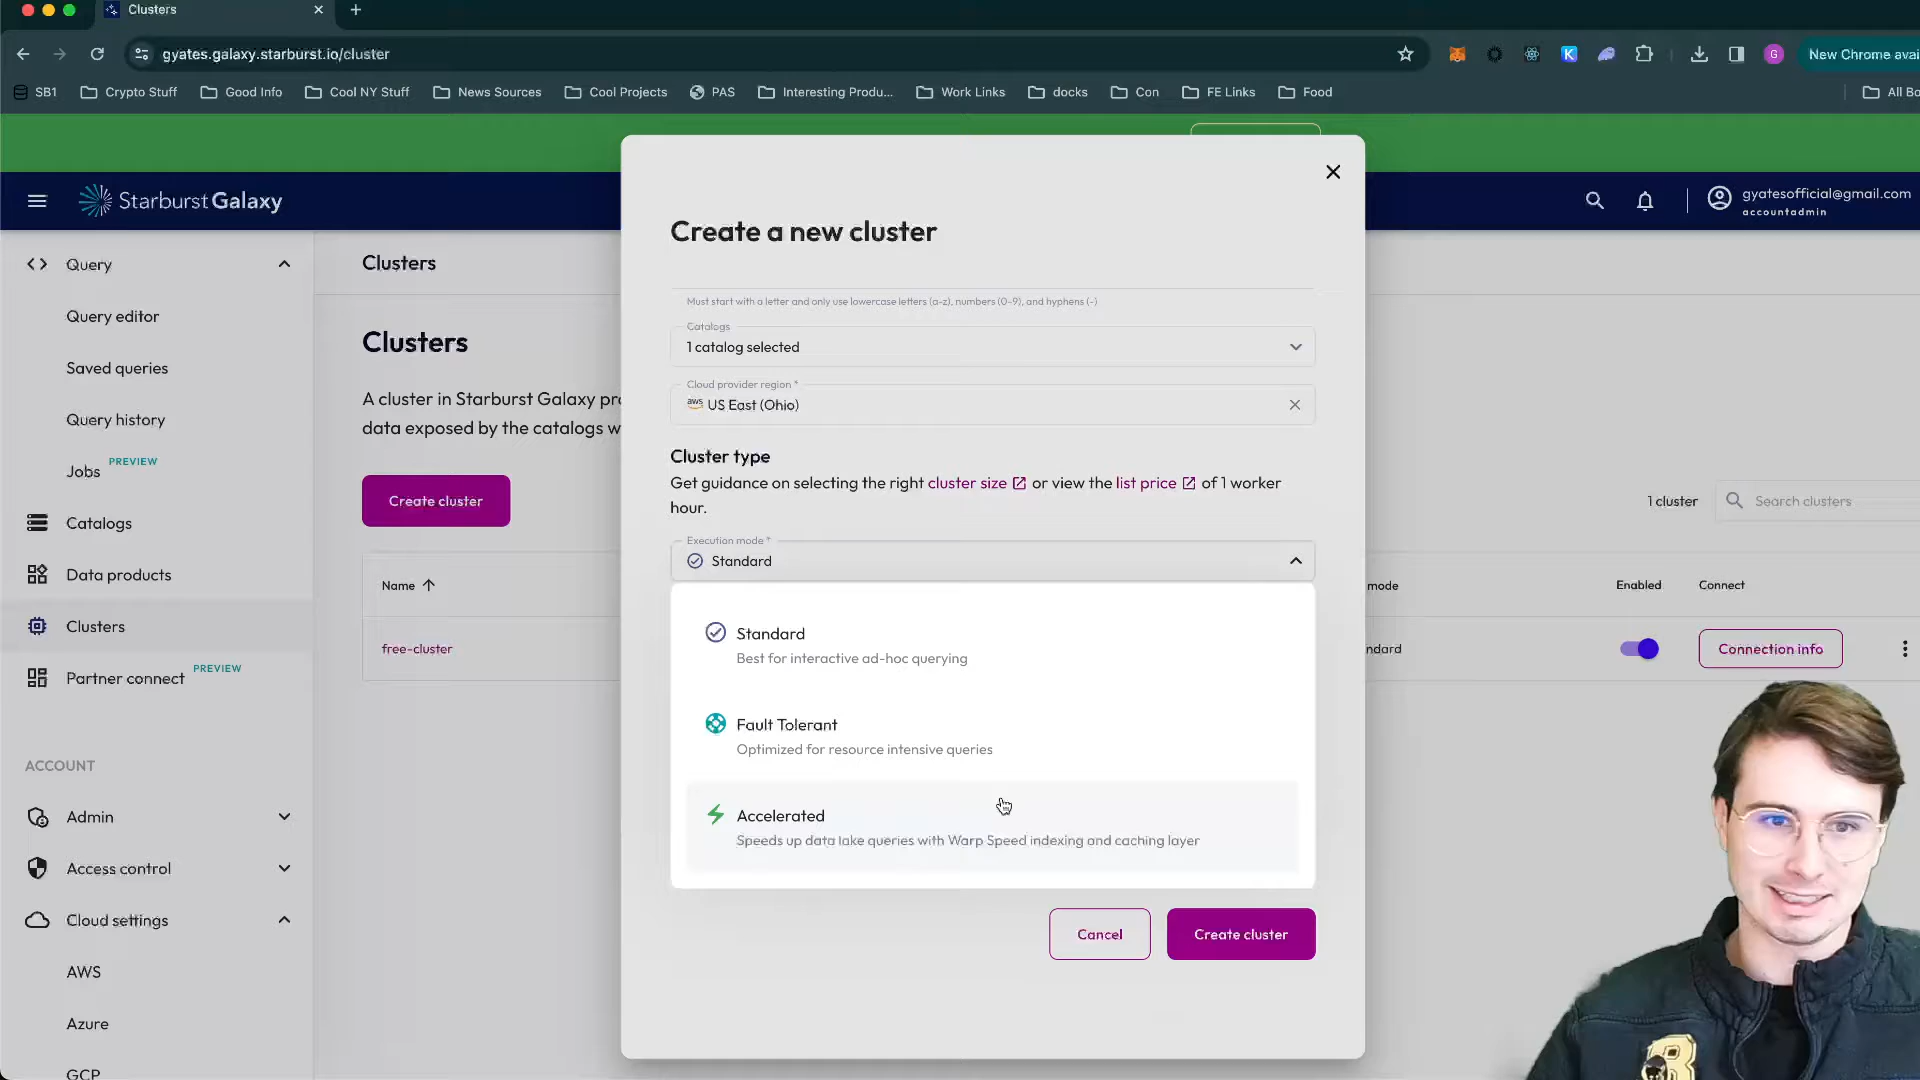 Clusters
gyates.galaxy.starburst.io/cluster
New Chrome avai
SB1
Crypto Stuff
Good Info
Cool NY Stuff
News Sources
Cool Projects
PAS
Interesting Produ...
Work Links
docks
Con
FE Links
Food
All Bo
Starburst Galaxy
gyatesofficial@gmail.com
accountadmin
Query
Query editor
Saved queries
Query history
Jobs PREVIEW
Catalogs
Data products
Clusters
Partner connect PREVIEW
ACCOUNT
Admin
Access control
Cloud settings
AWS
Azure
GCP
Clusters
Clusters
A cluster in Starburst Galaxy pro
data exposed by the catalogs w
Create cluster
1 cluster
Search clusters
Name
mode
Enabled
Connect
free-cluster
ndard
Connection info
Create a new cluster
Must start with a letter and only use lowercase letters (a-z), numbers (0-9), and hyphens (-)
Catalogs
1 catalog selected
Cloud provider region *
aws US East (Ohio)
Cluster type
Get guidance on selecting the right cluster size or view the list price of 1 worker
hour.
Execution mode *
Standard
Standard
Best for interactive ad-hoc querying
Fault Tolerant
Optimized for resource intensive queries
Accelerated
Speeds up data lake queries with Warp Speed indexing and caching layer
Cancel
Create cluster
K
G